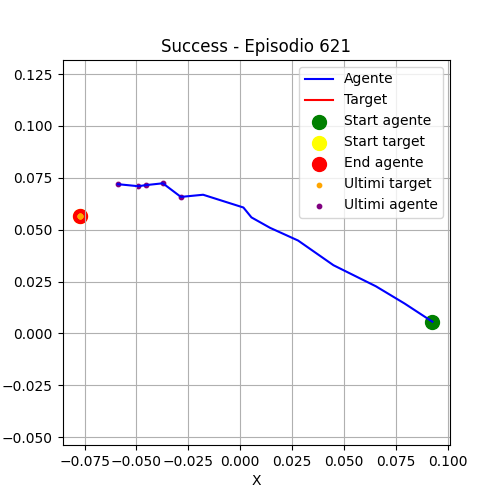 Success - Episodio 621
Agente
Target
Start agente
Start target
End agente
Ultimi target
Ultimi agente
0.125
0.100
0.075
0.050
0.025
0.000
−0.025
−0.050
−0.075 −0.050 −0.025 0.000 0.025 0.050 0.075 0.100
X